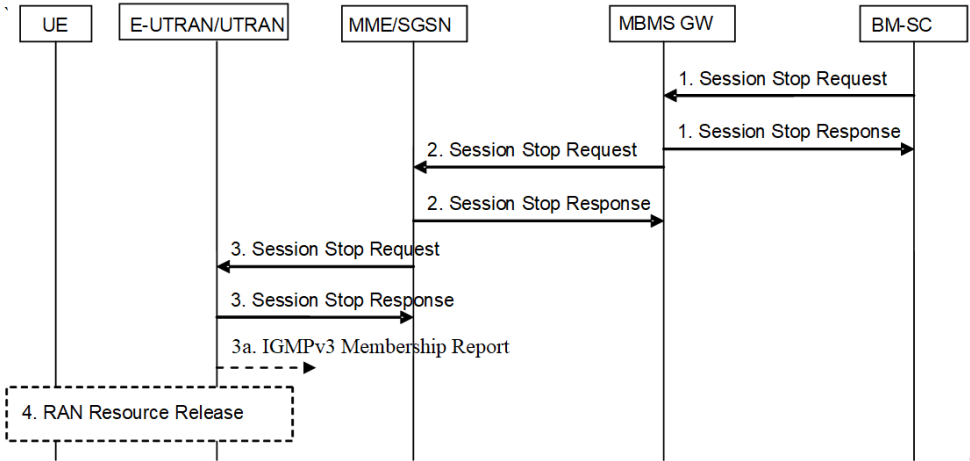 UE
E-UTRAN/UTRAN
MME/SGSN
MBMS GW
BM-SC
1. Session Stop Request
1. Session Stop Response
2. Session Stop Request
2. Session Stop Response
3. Session Stop Request
3. Session Stop Response
3a. IGMPv3 Membership Report
4. RAN Resource Release